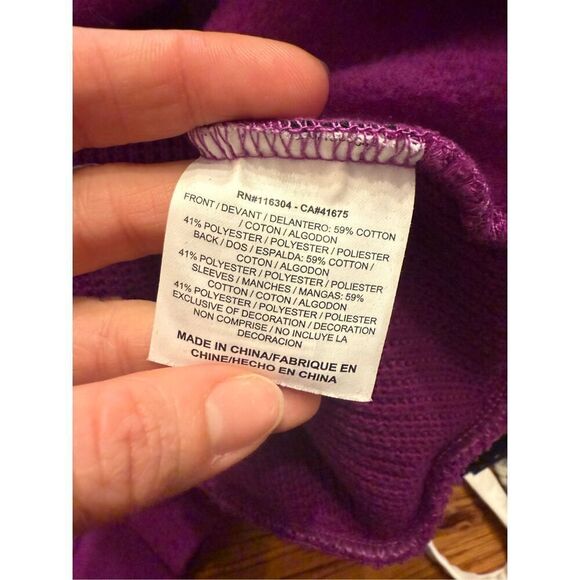 RN#116304 - CA#41675
FRONT / DEVANT / DELANTERO: 59% COTTON
/ COTON / ALGODON
41% POLYESTER / POLYESTER / POLIESTER
BACK / DOS / ESPALDA: 59% COTTON /
COTON / ALGODON
41% POLYESTER / POLYESTER / POLIESTER
SLEEVES / MANCHES / MANGAS: 59%
COTTON / COTON / ALGODON
41% POLYESTER / POLYESTER / POLIESTER
EXCLUSIVE OF DECORATION / DECORATION
NON COMPRISE / NO INCLUYE LA
DECORACION
MADE IN CHINA/FABRIQUE EN
CHINE/HECHO EN CHINA